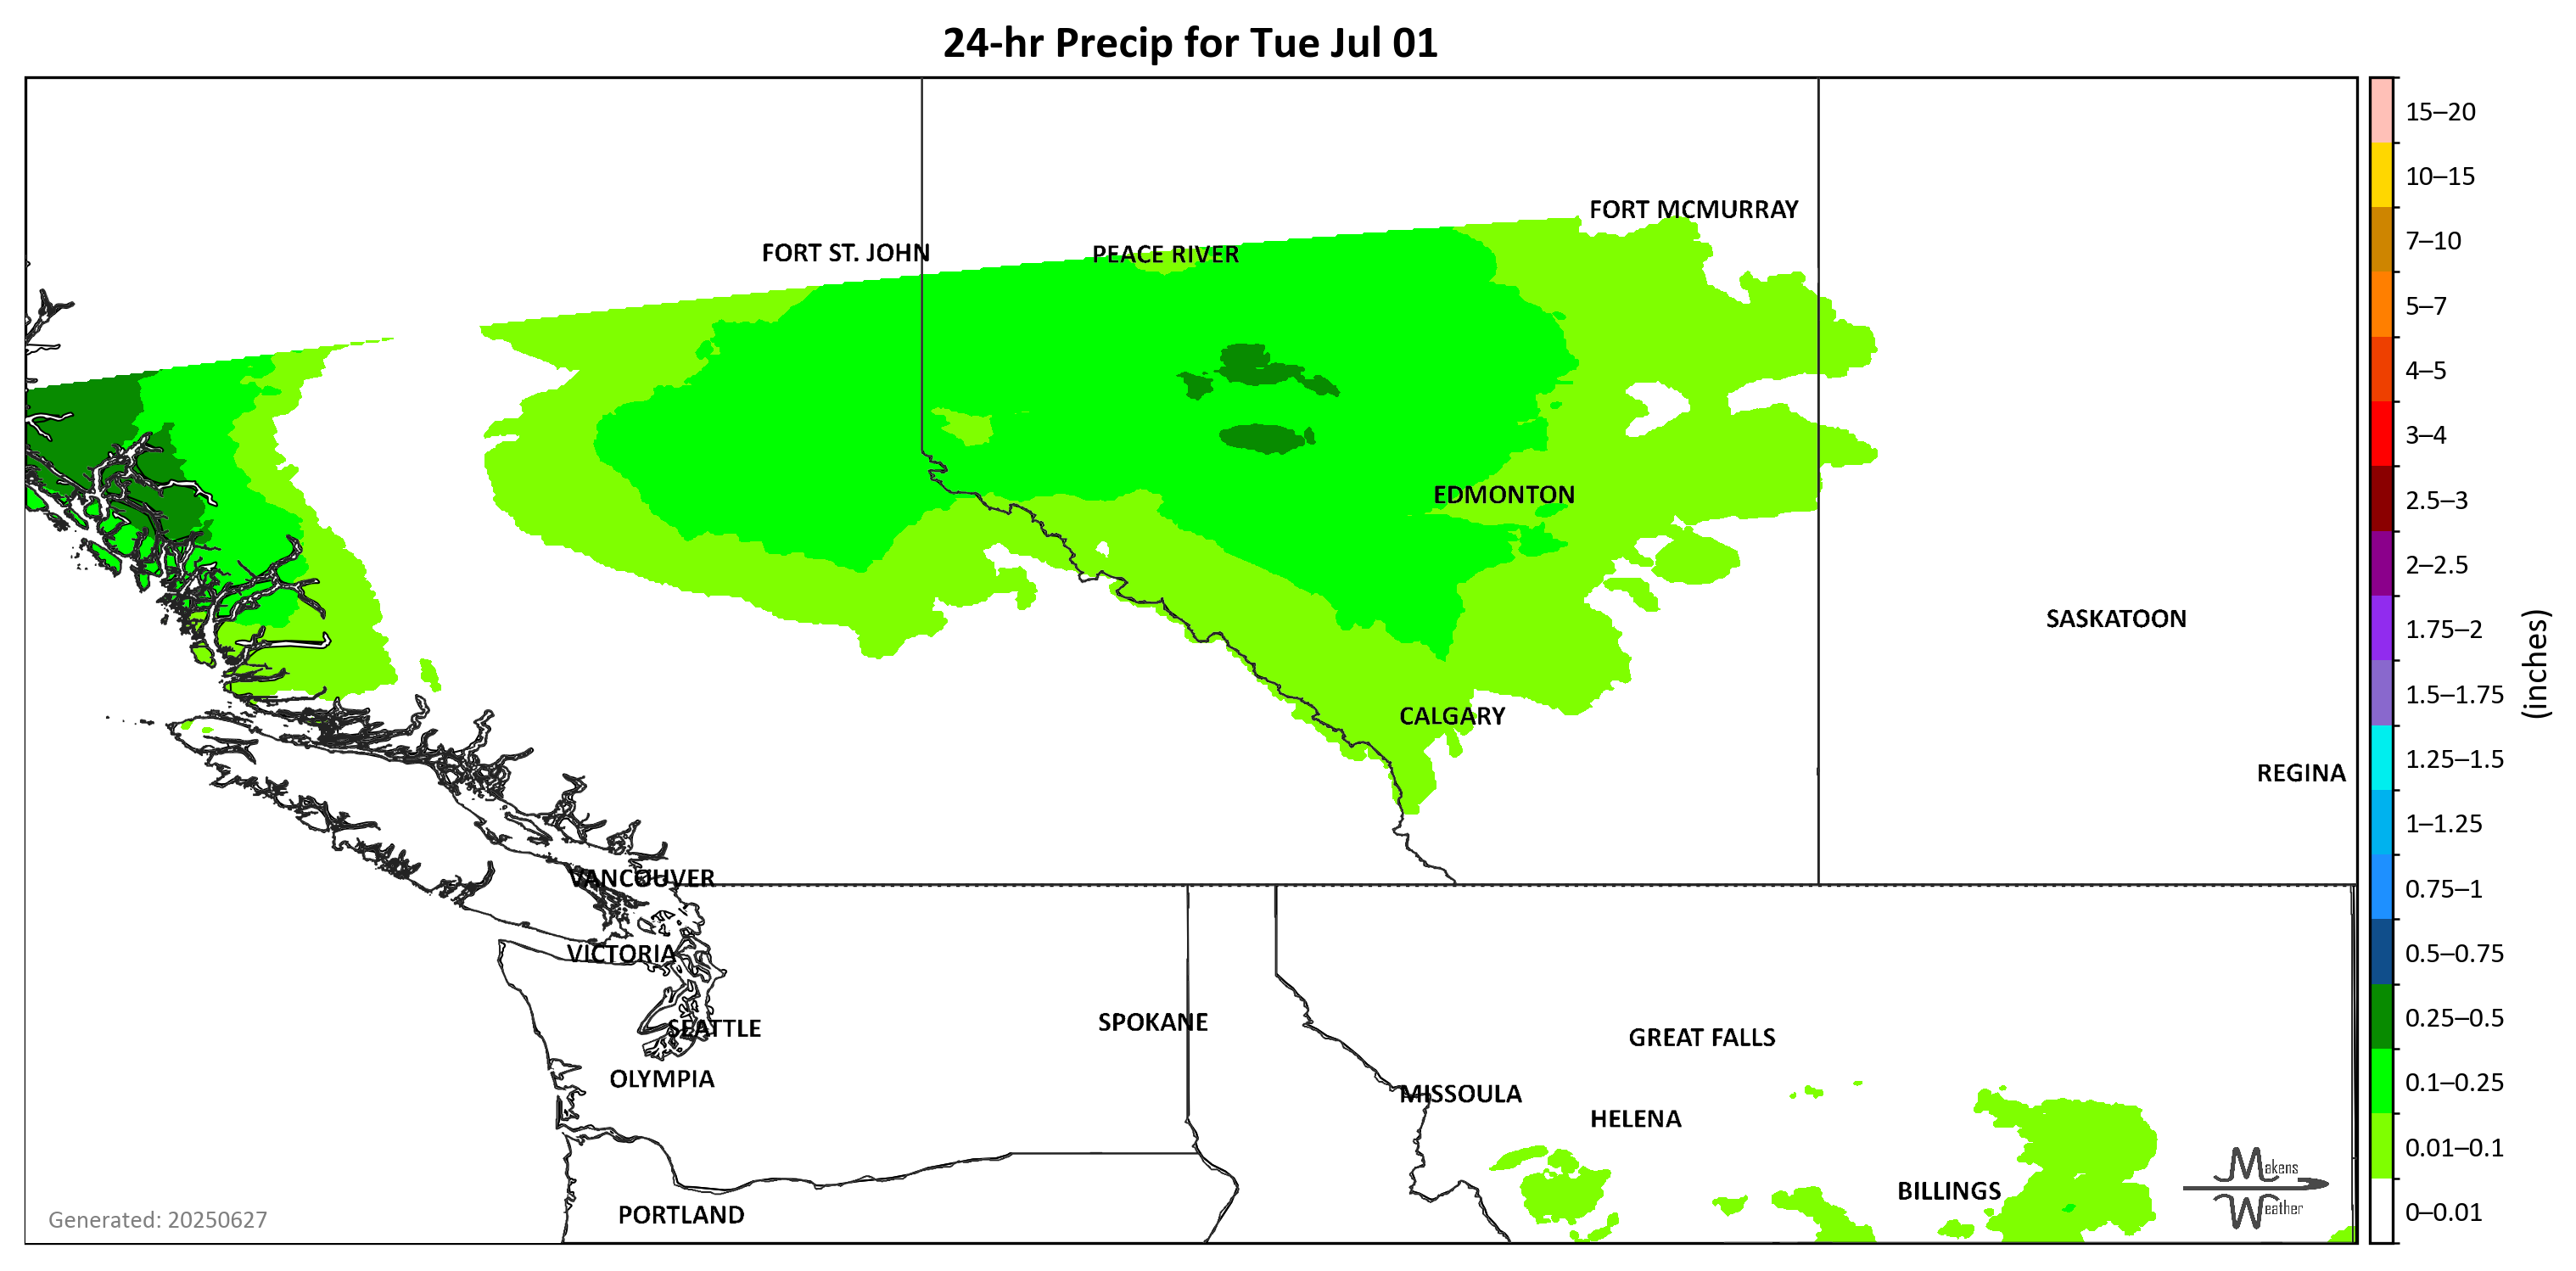 24-hr Precip for Tue Jul 01
FORT MCMURRAY
FORT ST. JOHN
PEACE RIVER
EDMONTON
SASKATOON
CALGARY
REGINA
VANCOUVER
VICTORIA
SEATTLE
SPOKANE
GREAT FALLS
OLYMPIA
MISSOULA
HELENA
BILLINGS
PORTLAND
Generated: 20250627
Makens
Weather
15–20
10–15
7–10
5–7
4–5
3–4
2.5–3
2–2.5
1.75–2
1.5–1.75
1.25–1.5
1–1.25
0.75–1
0.5–0.75
0.25–0.5
0.1–0.25
0.01–0.1
0–0.01
(inches)